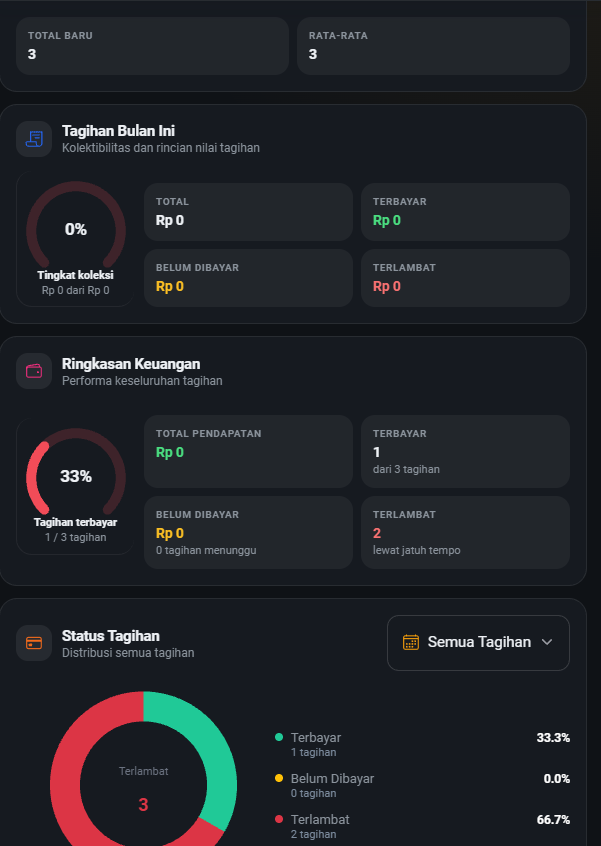 TOTAL BARU
3
RATA-RATA
3
Tagihan Bulan Ini
Kolektibilitas dan rincian nilai tagihan
0%
Tingkat koleksi
Rp 0 dari Rp 0
TOTAL
Rp 0
TERBAYAR
Rp 0
BELUM DIBAYAR
Rp 0
TERLAMBAT
Rp 0
Ringkasan Keuangan
Performa keseluruhan tagihan
33%
Tagihan terbayar
1 / 3 tagihan
TOTAL PENDAPATAN
Rp 0
TERBAYAR
1
dari 3 tagihan
BELUM DIBAYAR
Rp 0
0 tagihan menunggu
TERLAMBAT
2
lewat jatuh tempo
Status Tagihan
Distribusi semua tagihan
Semua Tagihan
Terlambat
3
Terbayar
33.3%
1 tagihan
Belum Dibayar
0.0%
0 tagihan
Terlambat
66.7%
2 tagihan